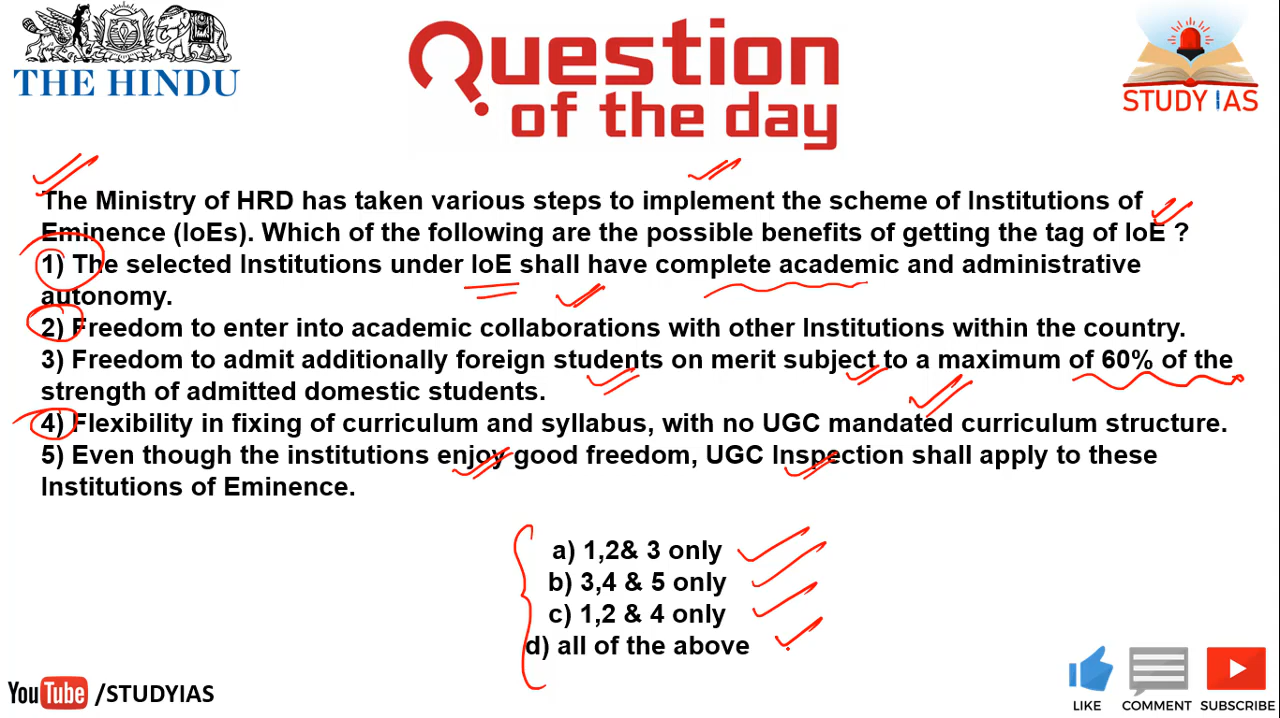 THE HINDU
Question
of the day
STUDY IAS
The Ministry of HRD has taken various steps to implement the scheme of Institutions of
Eminence (IoEs). Which of the following are the possible benefits of getting the tag of IoE ?
1) The selected Institutions under IoE shall have complete academic and administrative
autonomy.
2) Freedom to enter into academic collaborations with other Institutions within the country.
3) Freedom to admit additionally foreign students on merit subject to a maximum of 60% of the
strength of admitted domestic students.
4) Flexibility in fixing of curriculum and syllabus, with no UGC mandated curriculum structure.
5) Even though the institutions enjoy good freedom, UGC Inspection shall apply to these
Institutions of Eminence.
a) 1,2& 3 only
b) 3,4 & 5 only
c) 1,2 & 4 only
d) all of the above
YouTube /STUDYIAS
LIKE COMMENT SUBSCRIBE